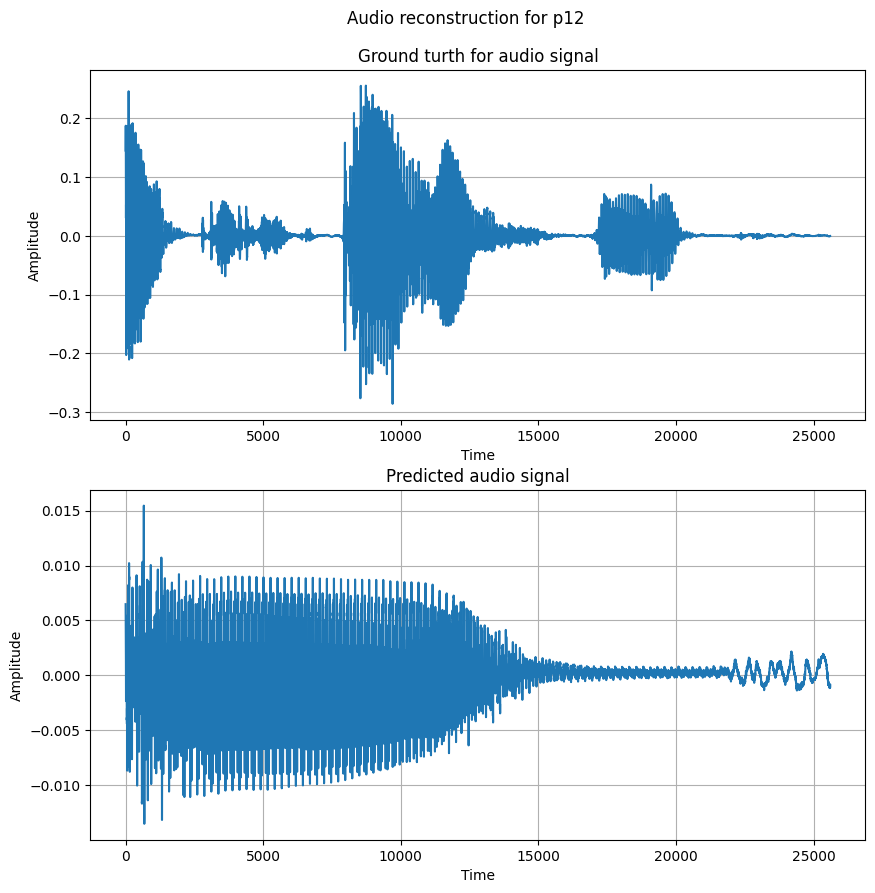 Audio reconstruction for p12
Ground turth for audio signal
0.2
0.1
0.0
−0.1
−0.2
−0.3
Amplitude
0 5000 10000 15000 20000 25000
Time
Predicted audio signal
0.015
0.010
0.005
0.000
−0.005
−0.010
Amplitude
0 5000 10000 15000 20000 25000
Time